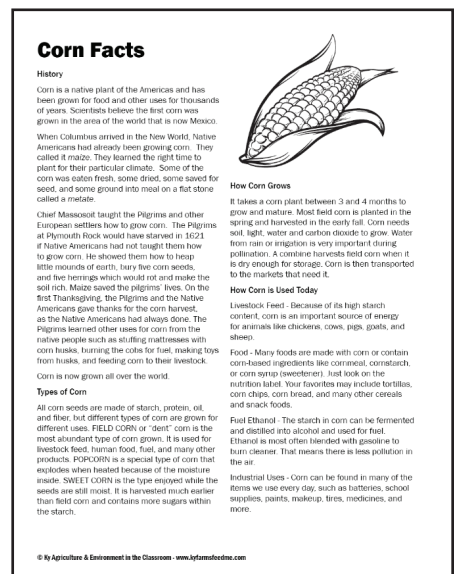 Corn Facts
History
Corn is a native plant of the Americas and has
been grown for food and other uses for thousands
of years. Scientists believe the first corn was
grown in the area of the world that is now Mexico.
When Columbus arrived in the New World, Native
Americans had already been growing corn. They
called it maize. They learned the right time to
plant for their particular climate. Some of the
corn was eaten fresh, some dried, some saved for
seed, and some ground into meal on a flat stone
called a metate.
Chief Massosoit taught the Pilgrims and other
European settlers how to grow corn. The Pilgrims
at Plymouth Rock would have starved in 1621
if Native Americans had not taught them how
to grow corn. He showed them how to heap
little mounds of earth, bury five corn seeds,
and five herrings which would rot and make the
soil rich. Maize saved the pilgrims' lives. On the
first Thanksgiving, the Pilgrims and the Native
Americans gave thanks for the corn harvest,
as the Native Americans had always done. The
Pilgrims learned other uses for corn from the
native people such as stuffing mattresses with
corn husks, burning the cobs for fuel, making toys
from husks, and feeding corn to their livestock.
Corn is now grown all over the world.
Types of Corn
All corn seeds are made of starch, protein, oil,
and fiber, but different types of corn are grown for
different uses. FIELD CORN or "dent" corn is the
most abundant type of corn grown. It is used for
livestock feed, human food, fuel, and many other
products. POPCORN is a special type of corn that
explodes when heated because of the moisture
inside. SWEET CORN is the type enjoyed while the
seeds are still moist. It is harvested much earlier
than field corn and contains more sugars within
the starch.
How Corn Grows
It takes a corn plant between 3 and 4 months to
grow and mature. Most field corn is planted in the
spring and harvested in the early fall. Corn needs
soil, light, water and carbon dioxide to grow. Water
from rain or irrigation is very important during
pollination. A combine harvests field corn when it
is dry enough for storage. Corn is then transported
to the markets that need it.
How Corn is Used Today
Livestock Feed - Because of its high starch
content, corn is an important source of energy
for animals like chickens, cows, pigs, goats, and
sheep.
Food - Many foods are made with corn or contain
corn-based ingredients like cornmeal, cornstarch,
or corn syrup (sweetener). Just look on the
nutrition label. Your favorites may include tortillas,
corn chips, corn bread, and many other cereals
and snack foods.
Fuel Ethanol - The starch in corn can be fermented
and distilled into alcohol and used for fuel.
Ethanol is most often blended with gasoline to
burn cleaner. That means there is less pollution in
the air.
Industrial Uses - Corn can be found in many of the
items we use every day, such as batteries, school
supplies, paints, makeup, tires, medicines, and
more.
© Ky Agriculture & Environment in the Classroom - www.kyfarmsfeedme.com